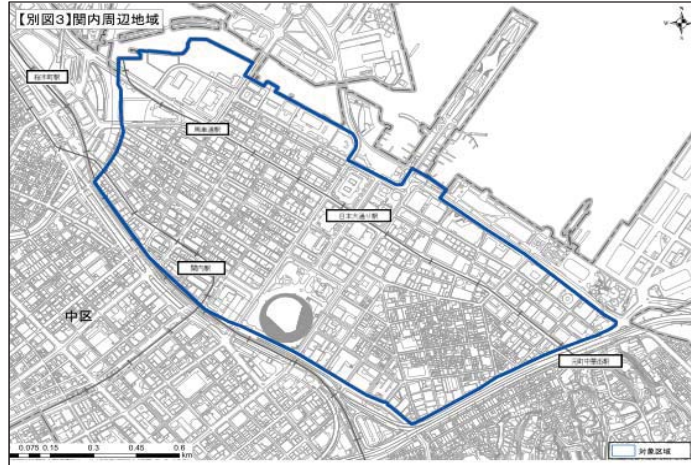 【別図3】関内周辺地域
N
W
桜木町駅
馬車道駅
日本大通り駅
関内駅
中区
元町中華街駅
0.075 0.15 0.3 0.45 0.6
km
対象区域